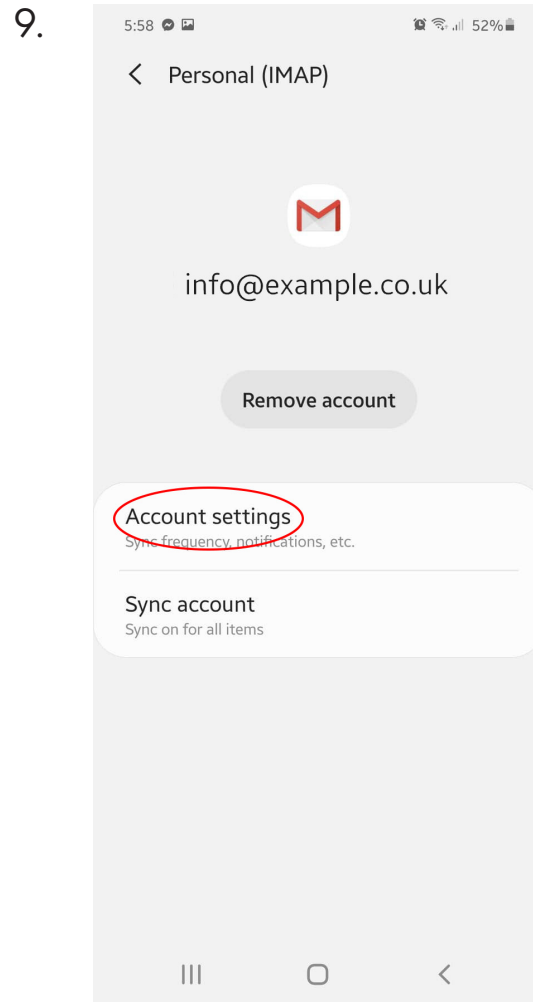 9.
5:58 52%
Personal (IMAP)
info@example.co.uk
Remove account
Account settings
Sync frequency, notifications, etc.
Sync account
Sync on for all items